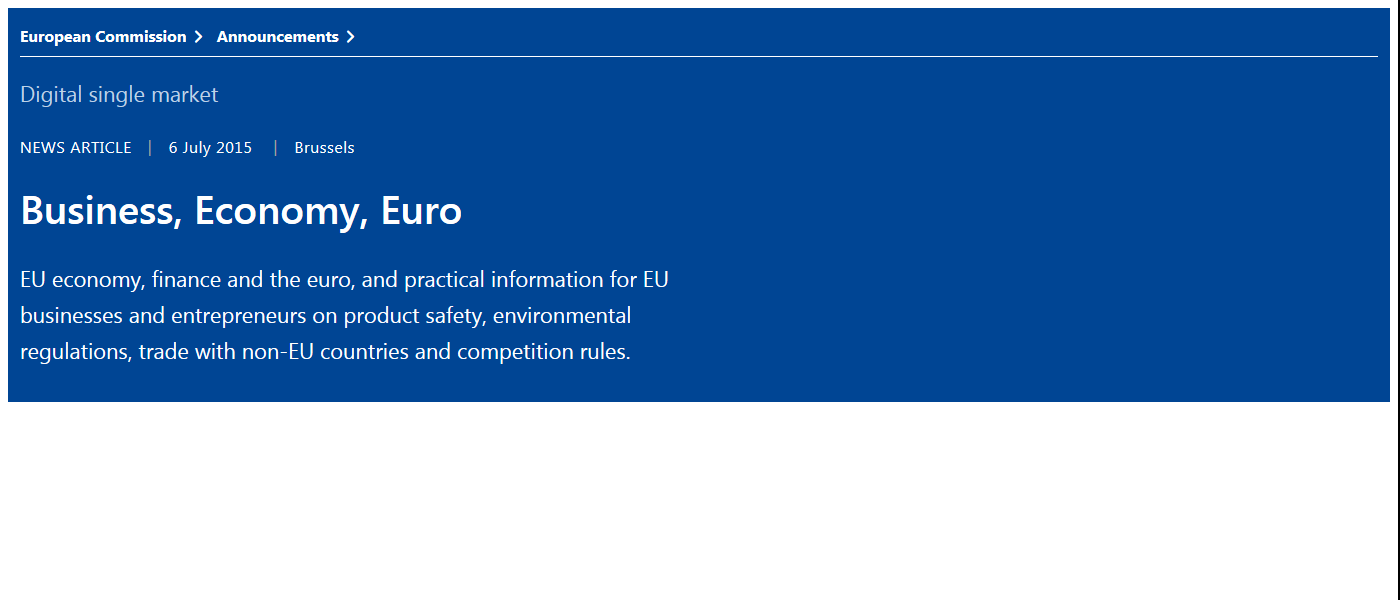 European Commission > Announcements >
Digital single market
NEWS ARTICLE | 6 July 2015 | Brussels
Business, Economy, Euro
EU economy, finance and the euro, and practical information for EU
businesses and entrepreneurs on product safety, environmental
regulations, trade with non-EU countries and competition rules.